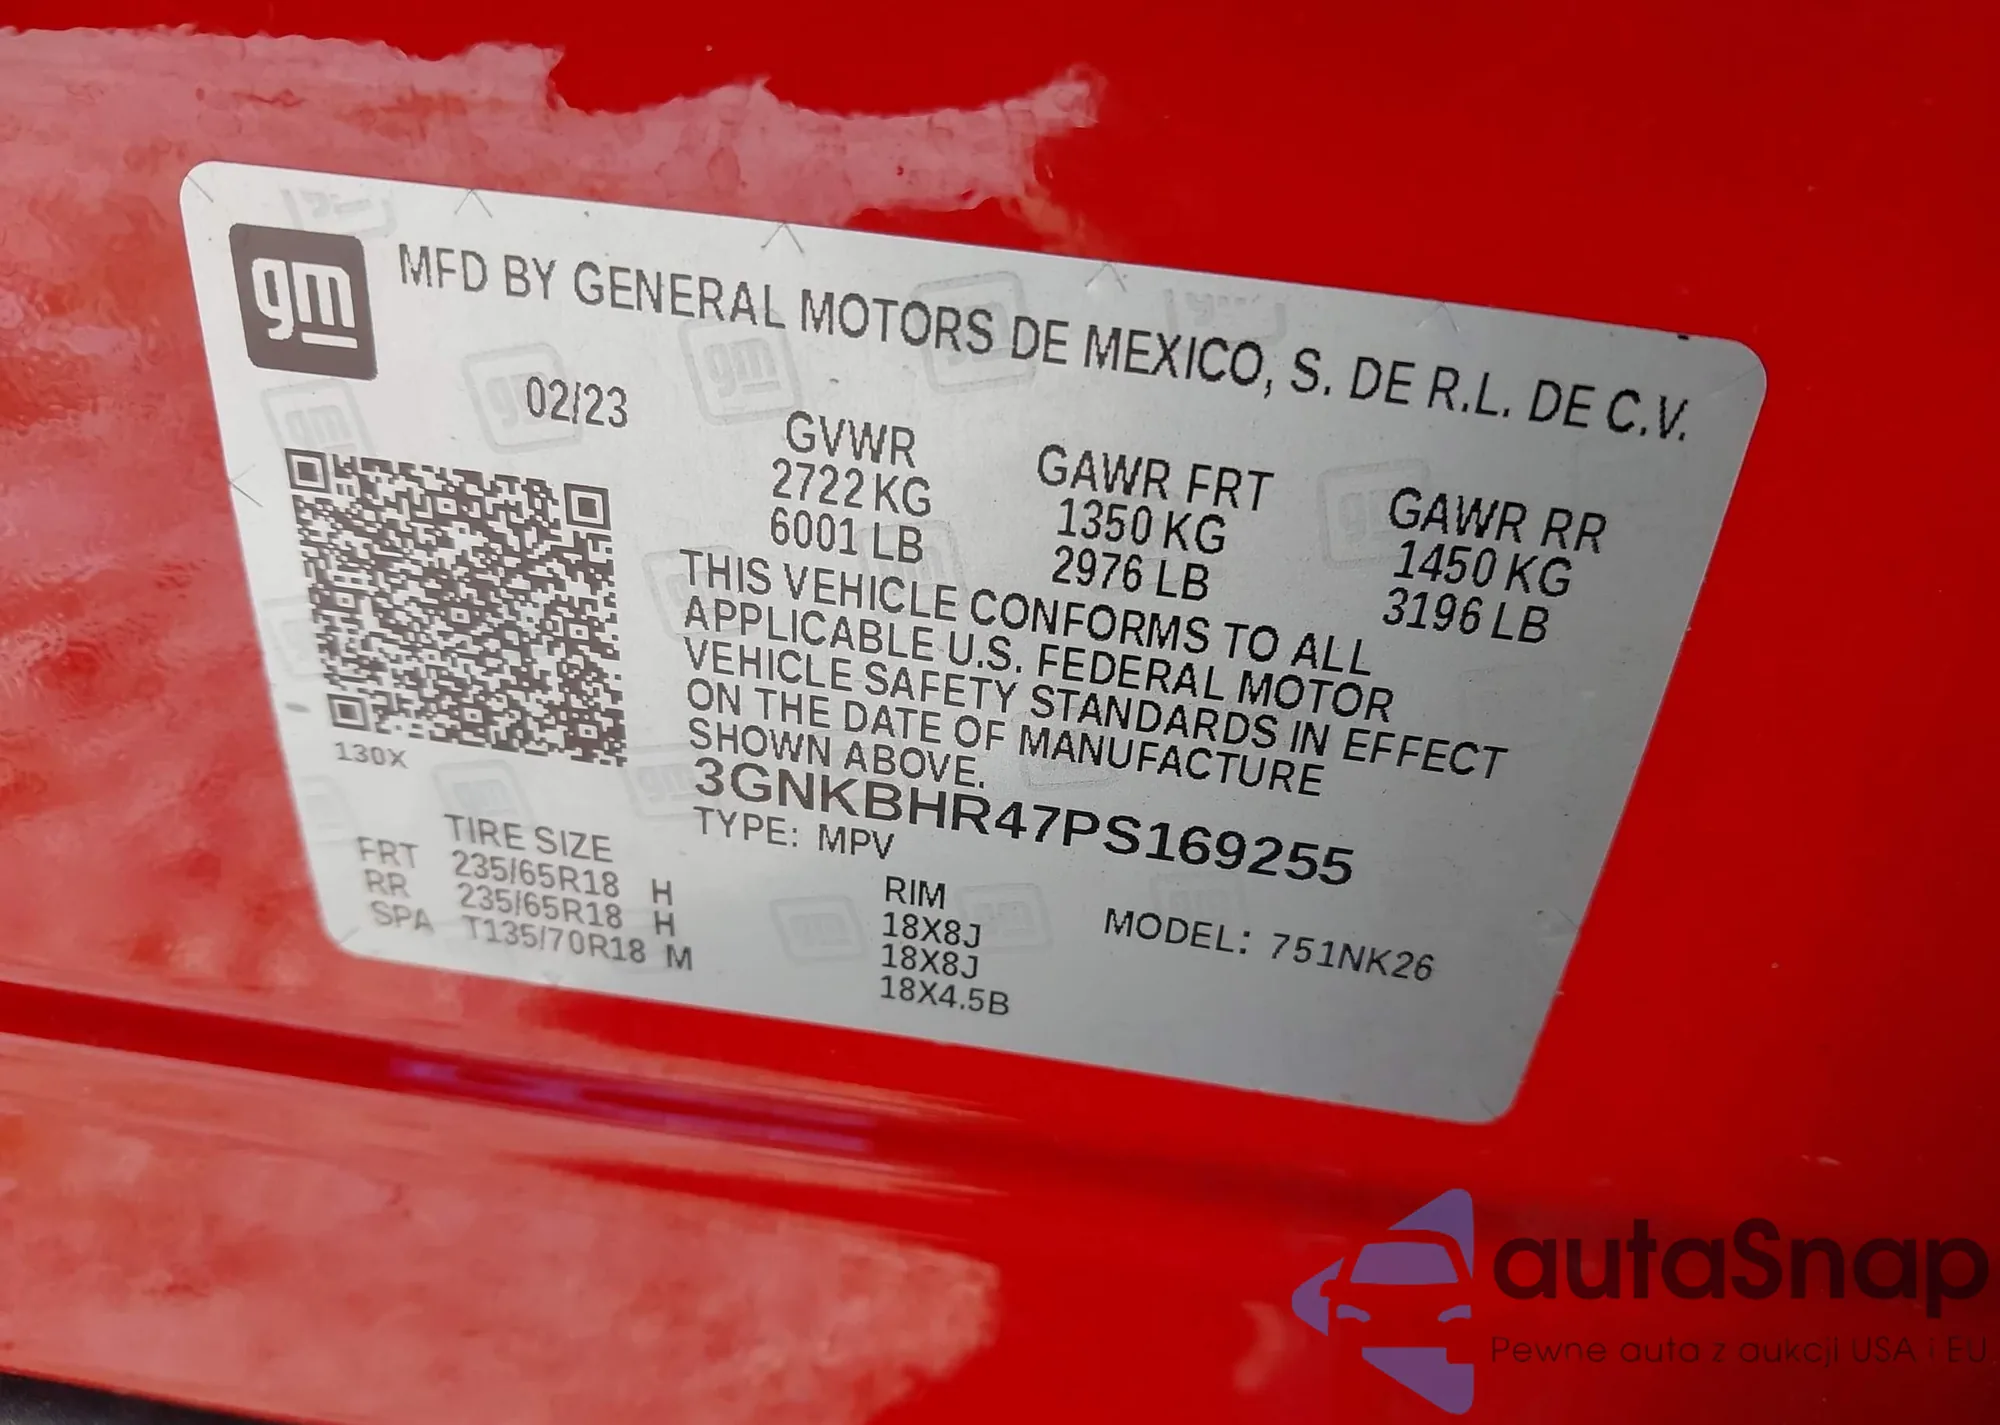 gm
MFD BY GENERAL MOTORS DE MEXICO, S. DE R.L. DE C.V.
02/23
GVWR
2722 KG
6001 LB
GAWR FRT
1350 KG
2976 LB
GAWR RR
1450 KG
3196 LB
THIS VEHICLE CONFORMS TO ALL
APPLICABLE U.S. FEDERAL MOTOR
VEHICLE SAFETY STANDARDS IN EFFECT
ON THE DATE OF MANUFACTURE
SHOWN ABOVE.
3GNKBHR47PS169255
TYPE: MPV
130X
TIRE SIZE
FRT 235/65R18 H
RR 235/65R18 H
SPA T135/70R18 M
RIM
18X8J
18X8J
18X4.5B
MODEL: 751NK26
autaSnap
Pewne auta z aukcji USA i EU